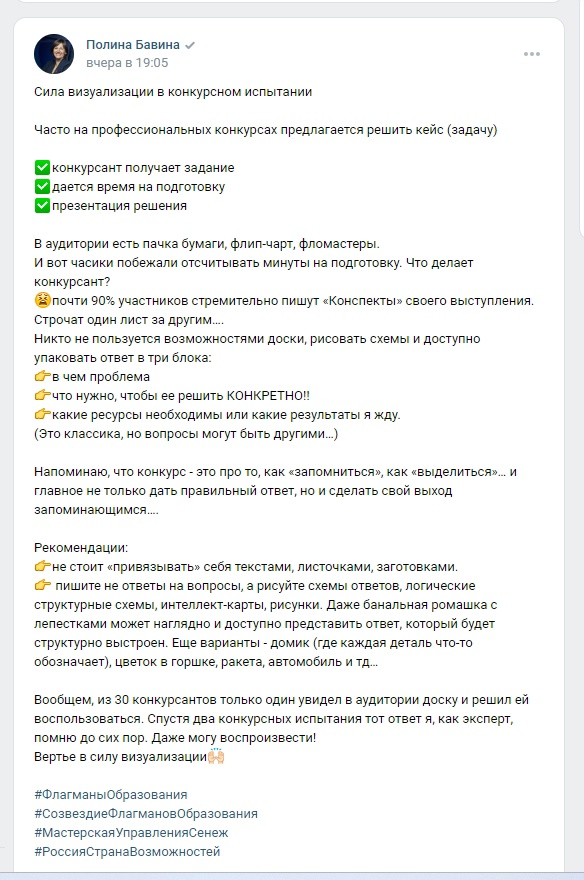 Полина Бавина
вчера в 19:05
Сила визуализации в конкурсном испытании
Часто на профессиональных конкурсах предлагается решить кейс (задачу)
✅конкурсант получает задание
✅дается время на подготовку
✅презентация решения
В аудитории есть пачка бумаги, флип-чарт, фломастеры.
И вот часики побежали отсчитывать минуты на подготовку. Что делает
конкурсант?
😫почти 90% участников стремительно пишут «Конспекты» своего выступления.
Строчат один лист за другим....
Никто не пользуется возможностями доски, рисовать схемы и доступно
упаковать ответ в три блока:
👉в чем проблема
👉что нужно, чтобы ее решить КОНКРЕТНО!!
👉какие ресурсы необходимы или какие результаты я жду.
(Это классика, но вопросы могут быть другими...)
Напоминаю, что конкурс - это про то, как «запомниться», как «выделиться»... и
главное не только дать правильный ответ, но и сделать свой выход
запоминающимся....
Рекомендации:
👉не стоит «привязывать» себя текстами, листочками, заготовками.
👉 пишите не ответы на вопросы, а рисуйте схемы ответов, логические
структурные схемы, интеллект-карты, рисунки. Даже банальная ромашка с
лепестками может наглядно и доступно представить ответ, который будет
структурно выстроен. Еще варианты - домик (где каждая деталь что-то
обозначает), цветок в горшке, ракета, автомобиль и тд...
Вообщем, из 30 конкурсантов только один увидел в аудитории доску и решил ей
воспользоваться. Спустя два конкурсных испытания тот ответ я, как эксперт,
помню до сих пор. Даже могу воспроизвести!
Вертье в силу визуализации🙌🏻
#ФлагманыОбразования
#СозвездиеФлагмановОбразования
#МастерскаяУправленияСенеж
#РоссияСтранаВозможностей